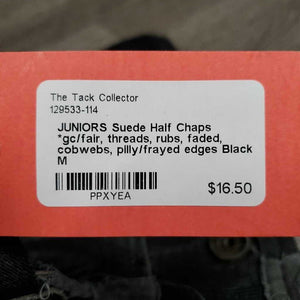 The Tack Collector
129533-114
JUNIORS Suede Half Chaps
*gc/fair, threads, rubs, faded,
cobwebs, pilly/frayed edges Black
M
$16.50
PPXYEA